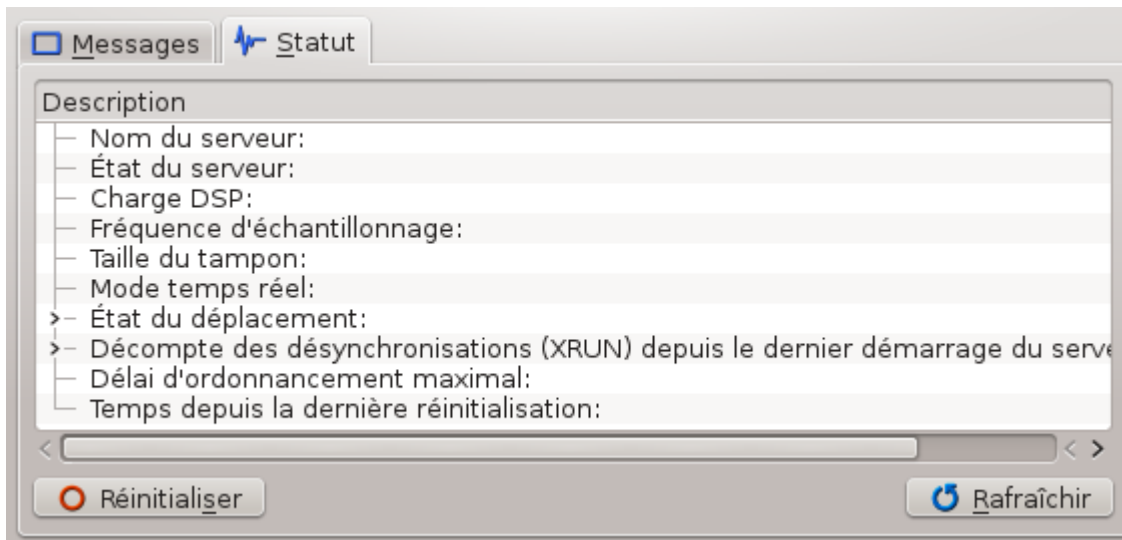 Messages Statut
Description
Nom du serveur:
État du serveur:
Charge DSP:
Fréquence d'échantillonnage:
Taille du tampon:
Mode temps réel:
État du déplacement:
Décompte des désynchronisations (XRUN) depuis le dernier démarrage du
Délai d'ordonnancement maximal:
Temps depuis la dernière réinitialisation:
Réinitialiser Rafraîchir